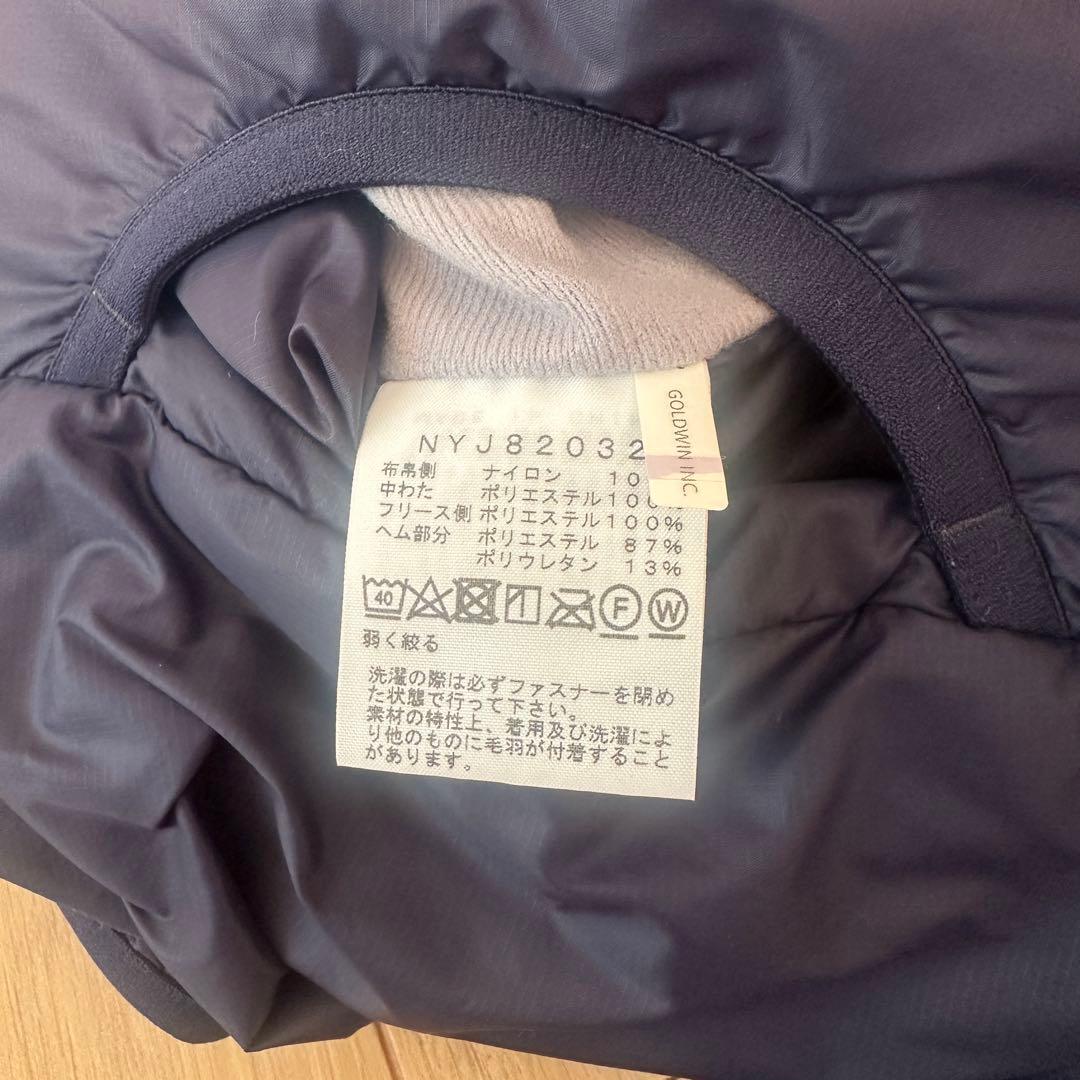 NYJ82032
GOLDWIN INC.
布帛側 ナイロン 10
中わた ポリエステル100%
フリース側 ポリエステル100%
ヘム部分 ポリエステル 87%
ポリウレタン 13%
40 F W
弱く絞る
洗濯の際は必ずファスナーを閉め
た状態で行って下さい。
素材の特性上、着用及び洗濯によ
り他のものに毛羽が付着すること
があります。